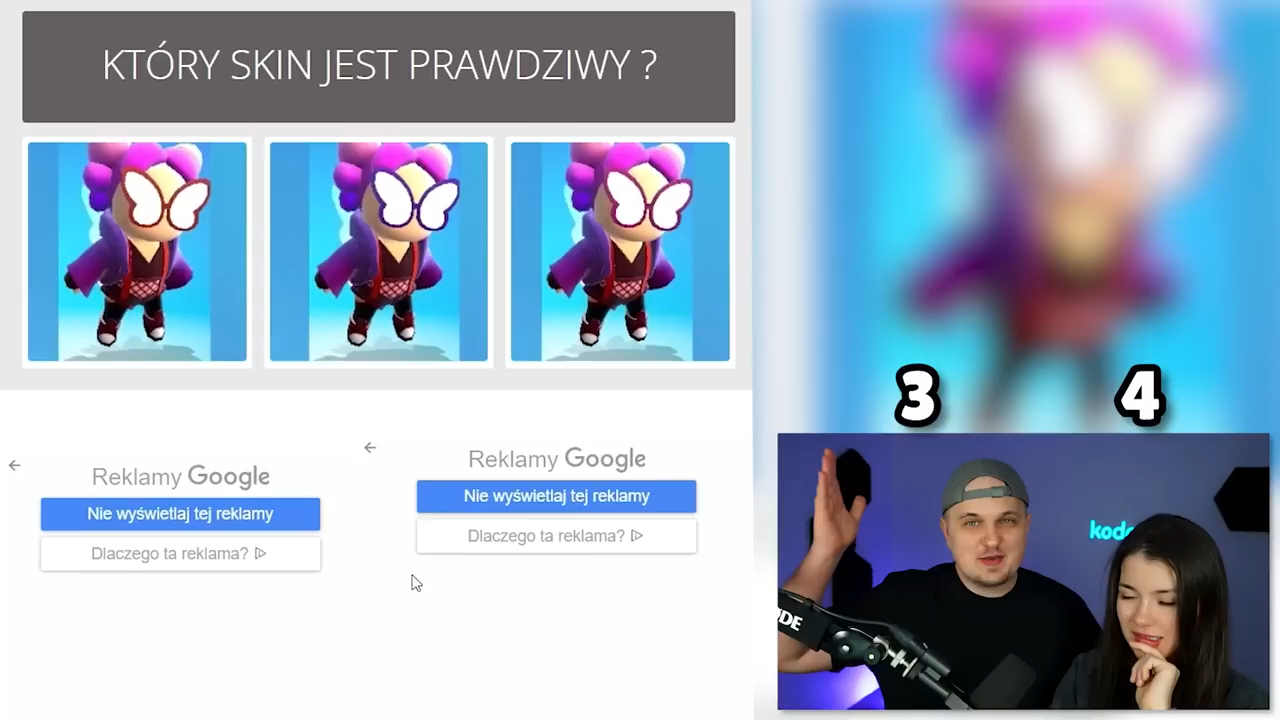 KTÓRY SKIN JEST PRAWDZIWY ?
3 4
Reklamy Google
Nie wyświetlaj tej reklamy
Dlaczego ta reklama?
Reklamy Google
Nie wyświetlaj tej reklamy
Dlaczego ta reklama?